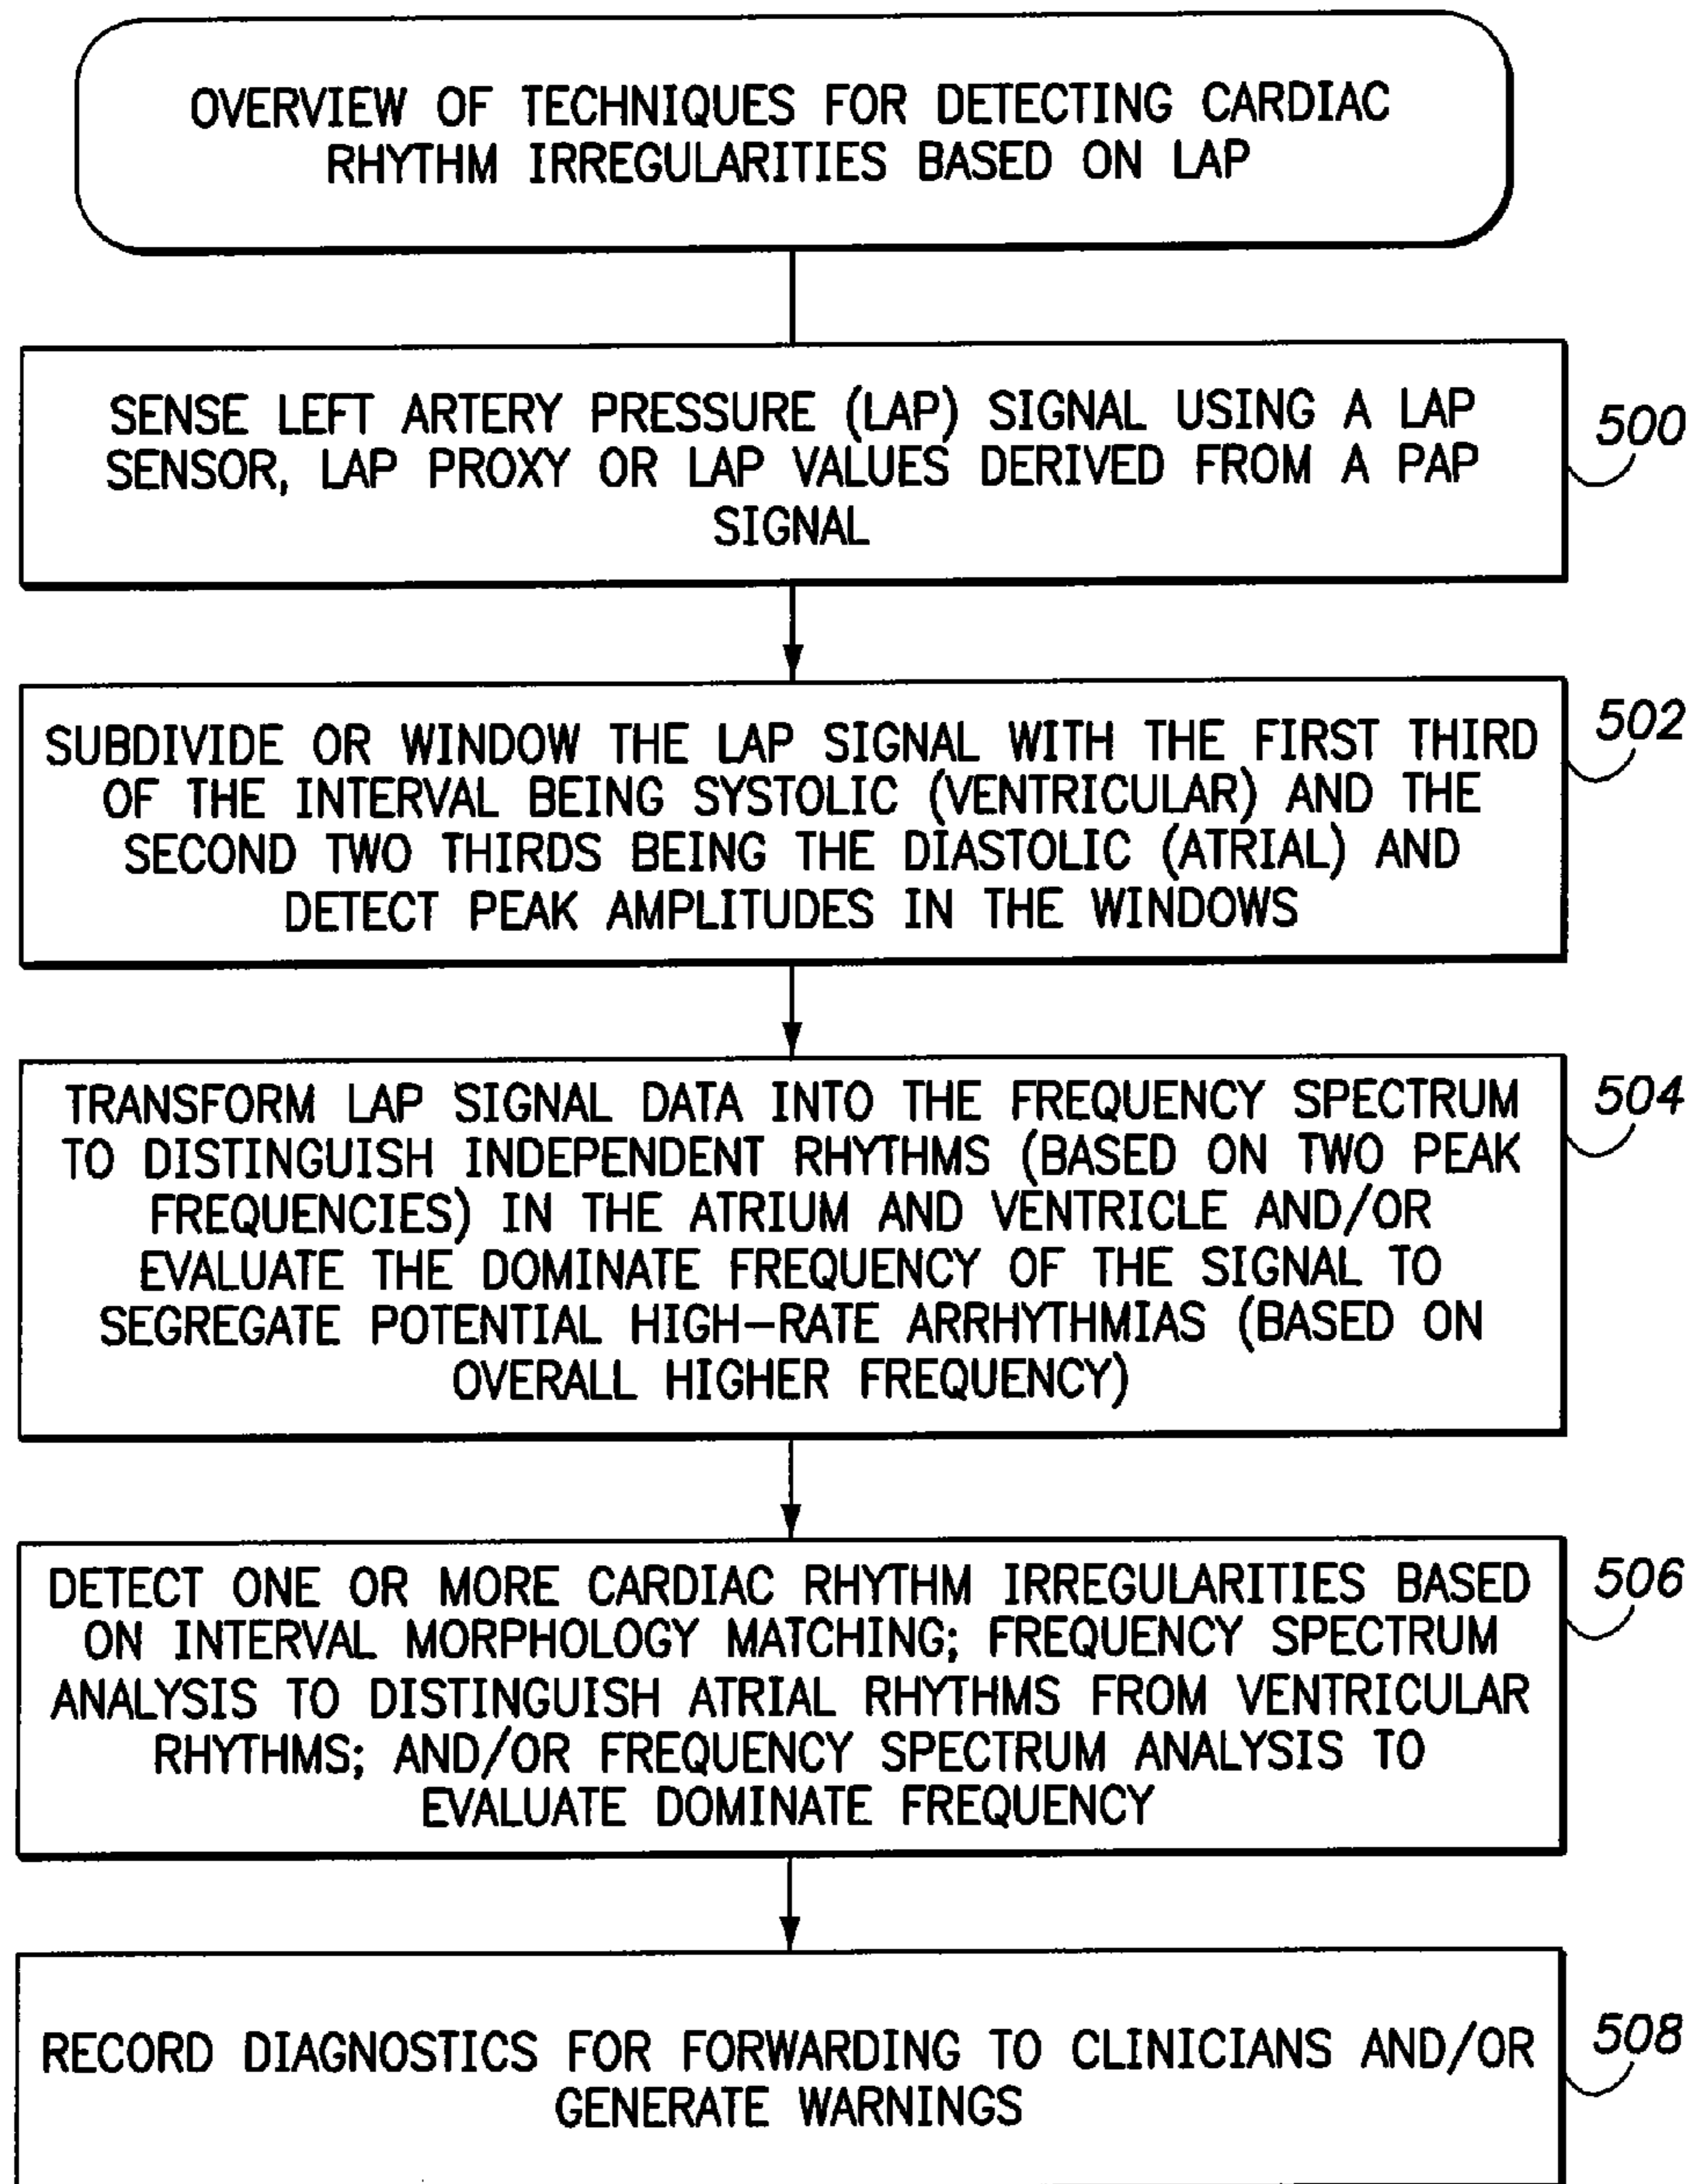 OVERVIEW OF TECHNIQUES FOR DETECTING CARDIAC
RHYTHM IRREGULARITIES BASED ON LAP
SENSE LEFT ARTERY PRESSURE (LAP) SIGNAL USING A LAP
SENSOR, LAP PROXY OR LAP VALUES DERIVED FROM A PAP
SIGNAL
500
SUBDIVIDE OR WINDOW THE LAP SIGNAL WITH THE FIRST THIRD
OF THE INTERVAL BEING SYSTOLIC (VENTRICULAR) AND THE
SECOND TWO THIRDS BEING THE DIASTOLIC (ATRIAL) AND
DETECT PEAK AMPLITUDES IN THE WINDOWS
502
TRANSFORM LAP SIGNAL DATA INTO THE FREQUENCY SPECTRUM
TO DISTINGUISH INDEPENDENT RHYTHMS (BASED ON TWO PEAK
FREQUENCIES) IN THE ATRIUM AND VENTRICLE AND/OR
EVALUATE THE DOMINATE FREQUENCY OF THE SIGNAL TO
SEGREGATE POTENTIAL HIGH-RATE ARRHYTHMIAS (BASED ON
OVERALL HIGHER FREQUENCY)
504
DETECT ONE OR MORE CARDIAC RHYTHM IRREGULARITIES BASED
ON INTERVAL MORPHOLOGY MATCHING; FREQUENCY SPECTRUM
ANALYSIS TO DISTINGUISH ATRIAL RHYTHMS FROM VENTRICULAR
RHYTHMS; AND/OR FREQUENCY SPECTRUM ANALYSIS TO
EVALUATE DOMINATE FREQUENCY
506
RECORD DIAGNOSTICS FOR FORWARDING TO CLINICIANS AND/OR
GENERATE WARNINGS
508